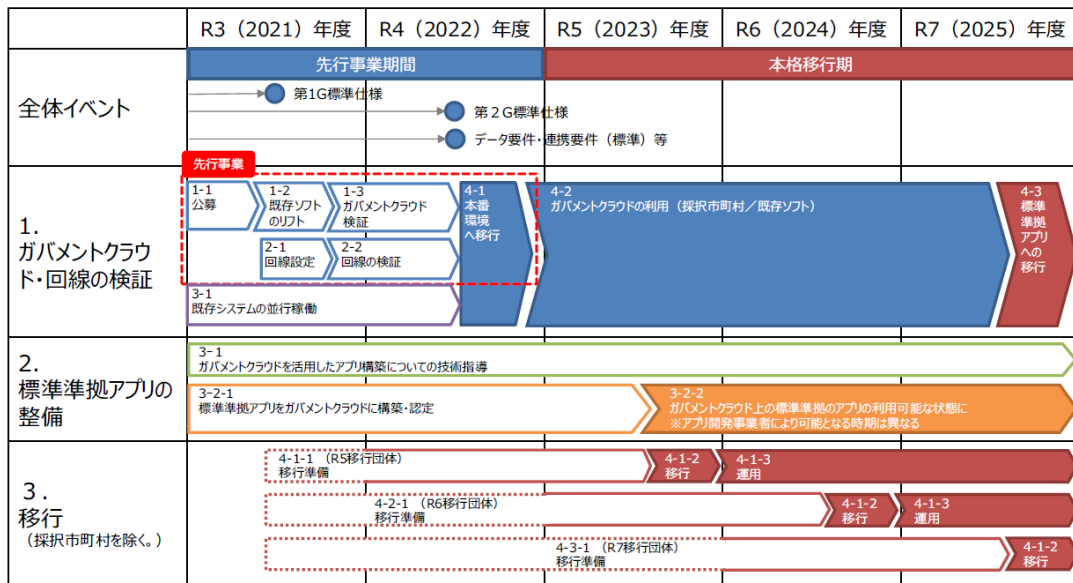 R3（2021）年度
R4（2022）年度
R5（2023）年度
R6（2024）年度
R7（2025）年度
先行事業期間
本格移行期
全体イベント
第1G標準仕様
第２G標準仕様
データ要件・連携要件（標準）等
先行事業
1.
ガバメントクラウ
ド・回線の検証
1-1
公募
1-2
既存ソフト
のリフト
1-3
ガバメントクラウド
検証
4-1
本番
環境
へ移行
4-2
ガバメントクラウドの利用（採択市町村／既存ソフト）
4-3
標準
準拠
アプリ
への
移行
2-1
回線設定
2-2
回線の検証
3-1
既存システムの並行稼働
2.
標準準拠アプリの
整備
3-1
ガバメントクラウドを活用したアプリ構築についての技術指導
3-2-1
標準準拠アプリをガバメントクラウドに構築・認定
3-2-2
ガバメントクラウド上の標準準拠のアプリの利用可能な状態に
※アプリ開発事業者により可能となる時期は異なる
３.
移行
（採択市町村を除く。）
4-1-1 （R5移行団体）
移行準備
4-1-2
移行
4-1-3
運用
4-2-1 （R6移行団体）
移行準備
4-1-2
移行
4-1-3
運用
4-3-1 （R7移行団体）
移行準備
4-1-2
移行